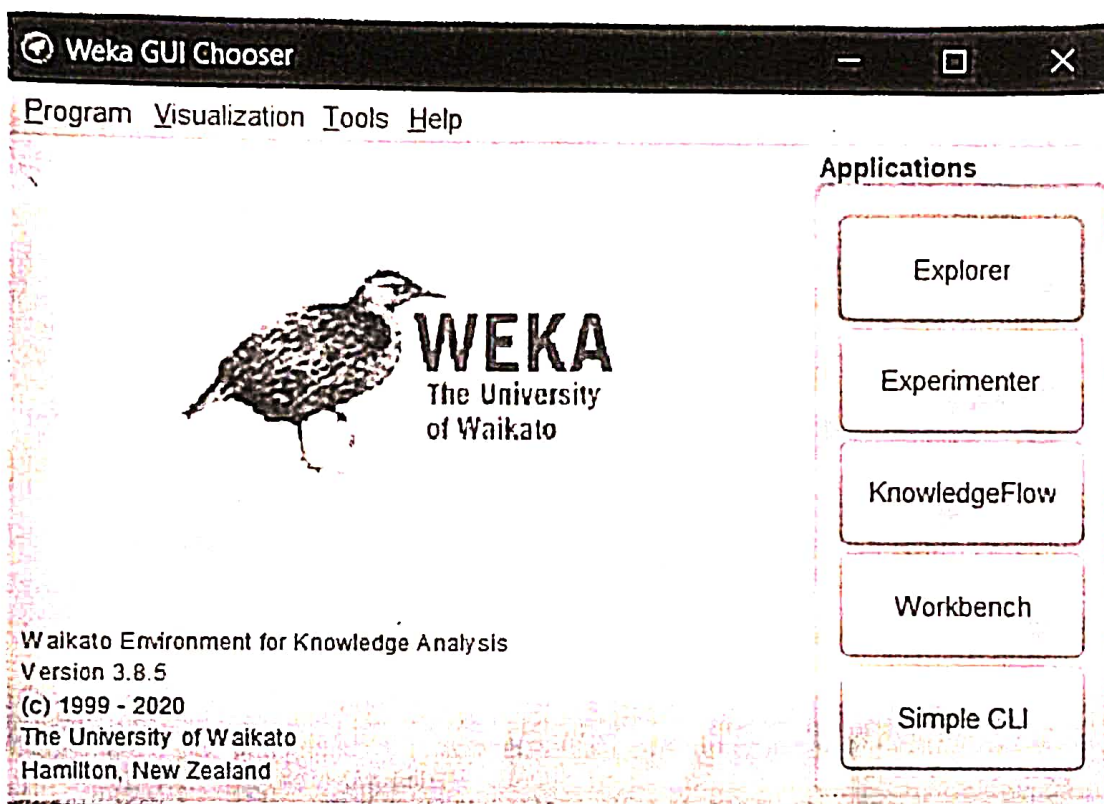 Weka GUI Chooser
Program Visualization Tools Help
Applications
Explorer
Experimenter
KnowledgeFlow
Workbench
Simple CLI
WEKA
The University
of Waikato
Waikato Environment for Knowledge Analysis
Version 3.8.5
(c) 1999 - 2020
The University of Waikato
Hamilton, New Zealand